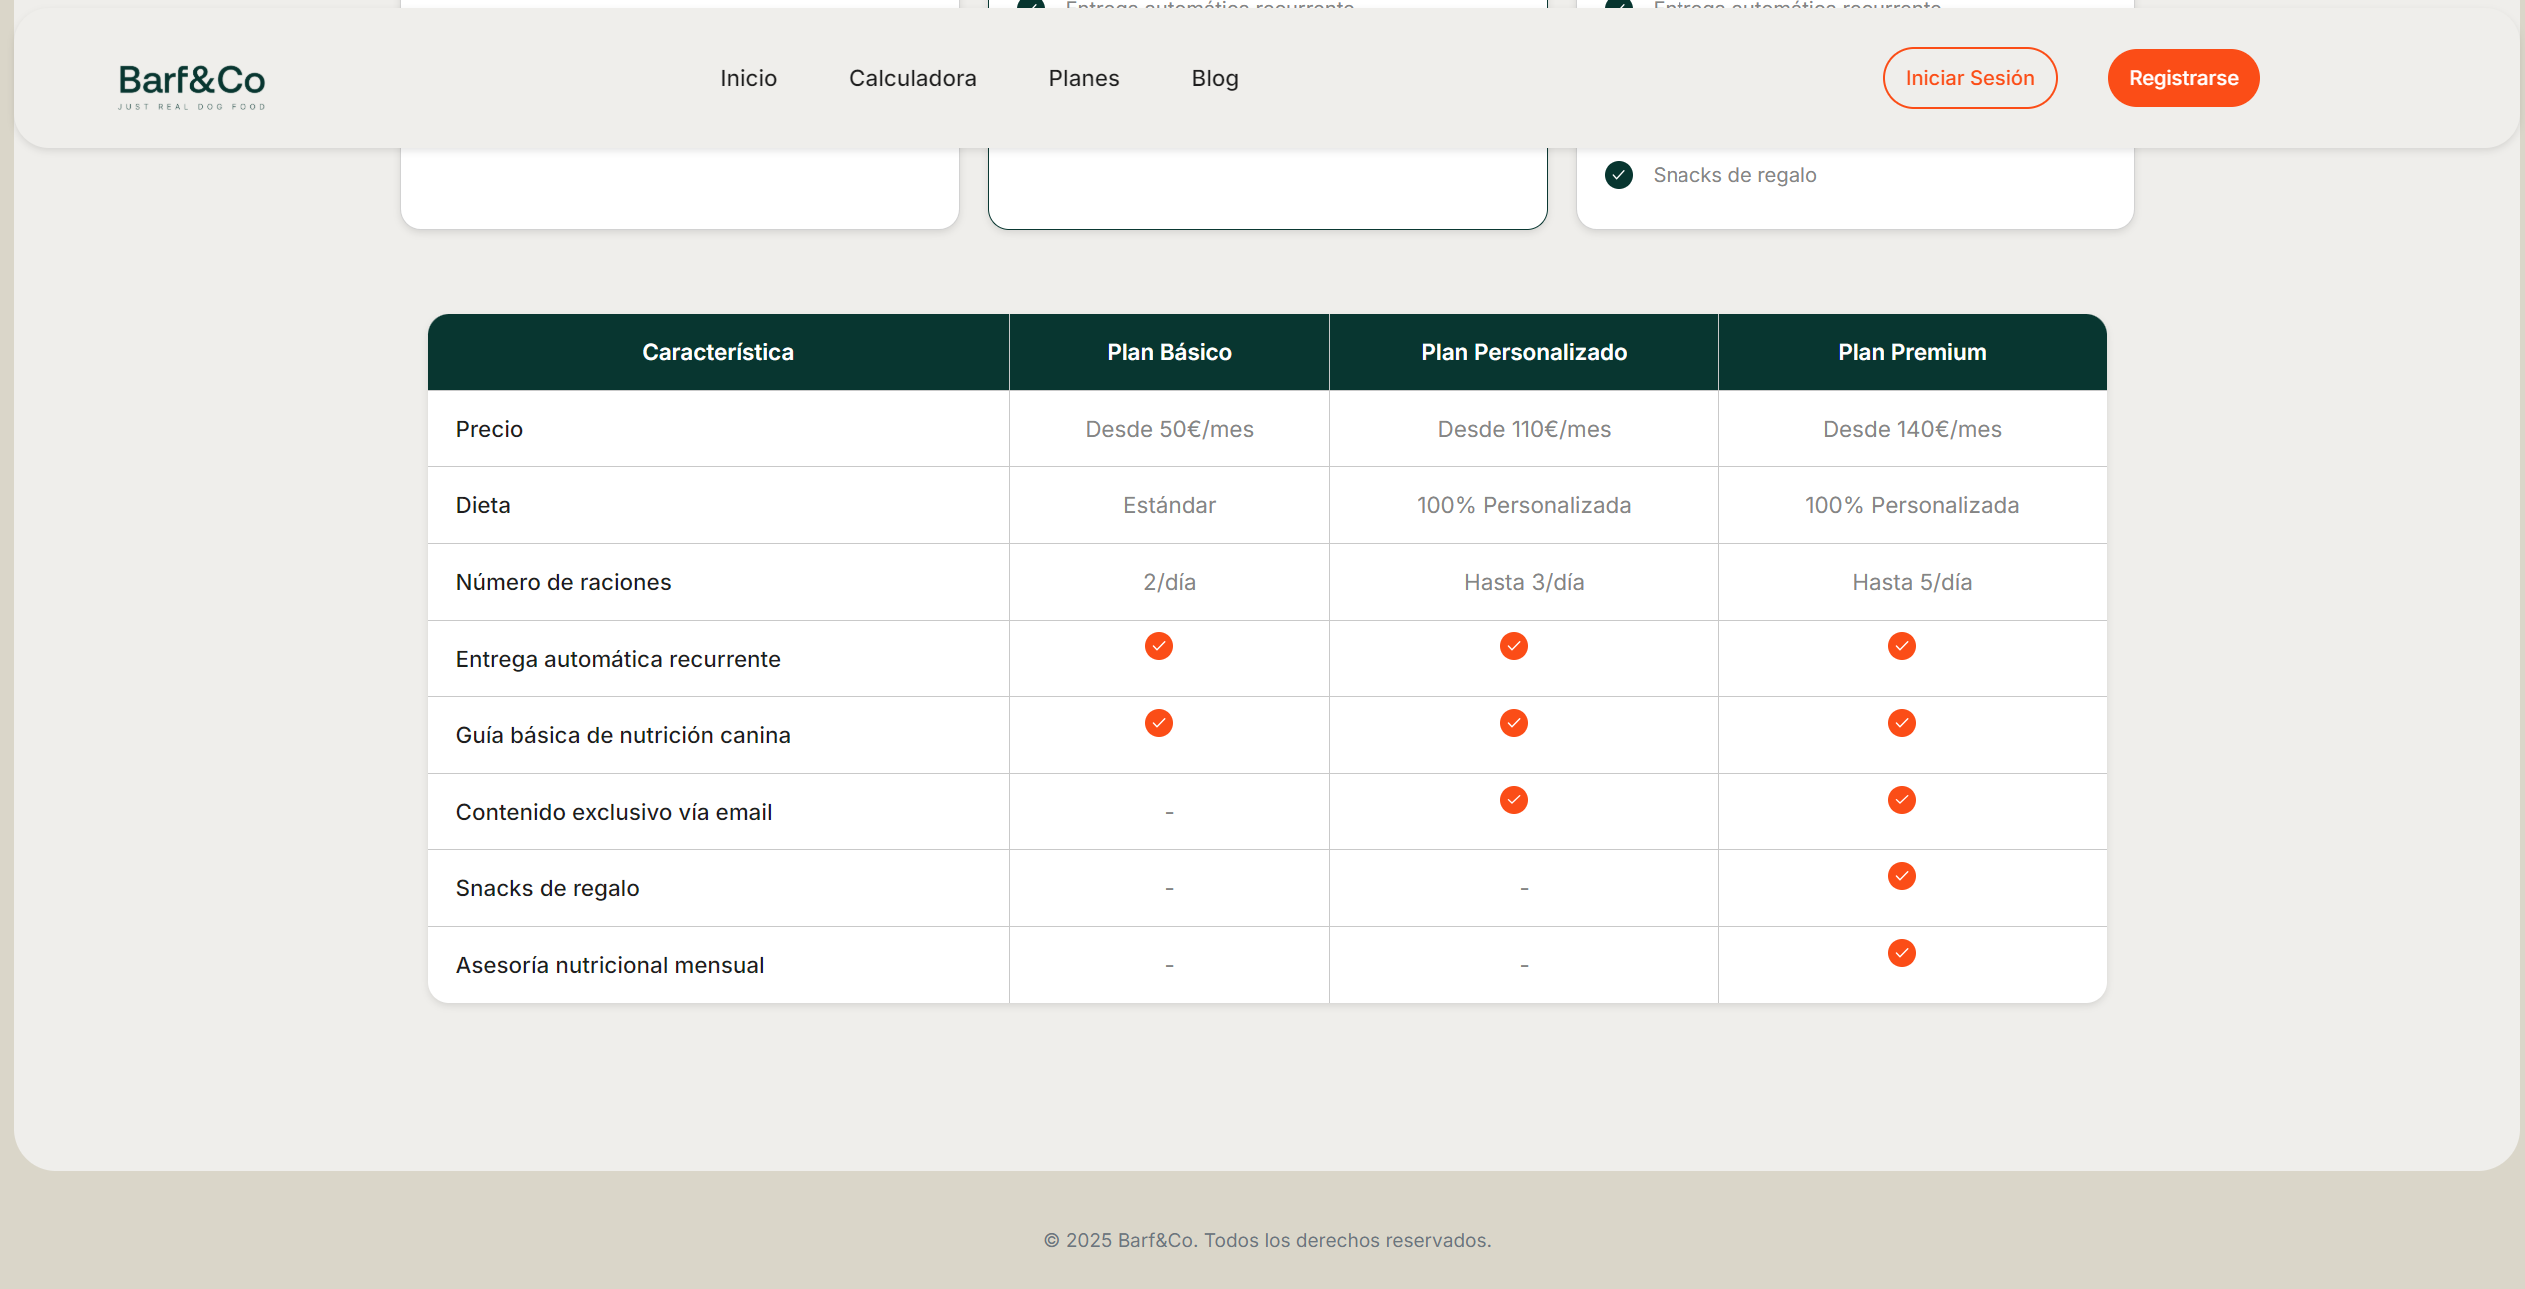 Entrega automática recurrente
Entrega automática recurrente
Barf&Co
JUST REAL DOG FOOD
Inicio
Calculadora
Planes
Blog
Iniciar Sesión
Registrarse
Snacks de regalo
Característica
Plan Básico
Plan Personalizado
Plan Premium
Precio
Desde 50€/mes
Desde 110€/mes
Desde 140€/mes
Dieta
Estándar
100% Personalizada
100% Personalizada
Número de raciones
2/día
Hasta 3/día
Hasta 5/día
Entrega automática recurrente
Guía básica de nutrición canina
Contenido exclusivo vía email
-
Snacks de regalo
-
-
Asesoría nutricional mensual
-
-
© 2025 Barf&Co. Todos los derechos reservados.